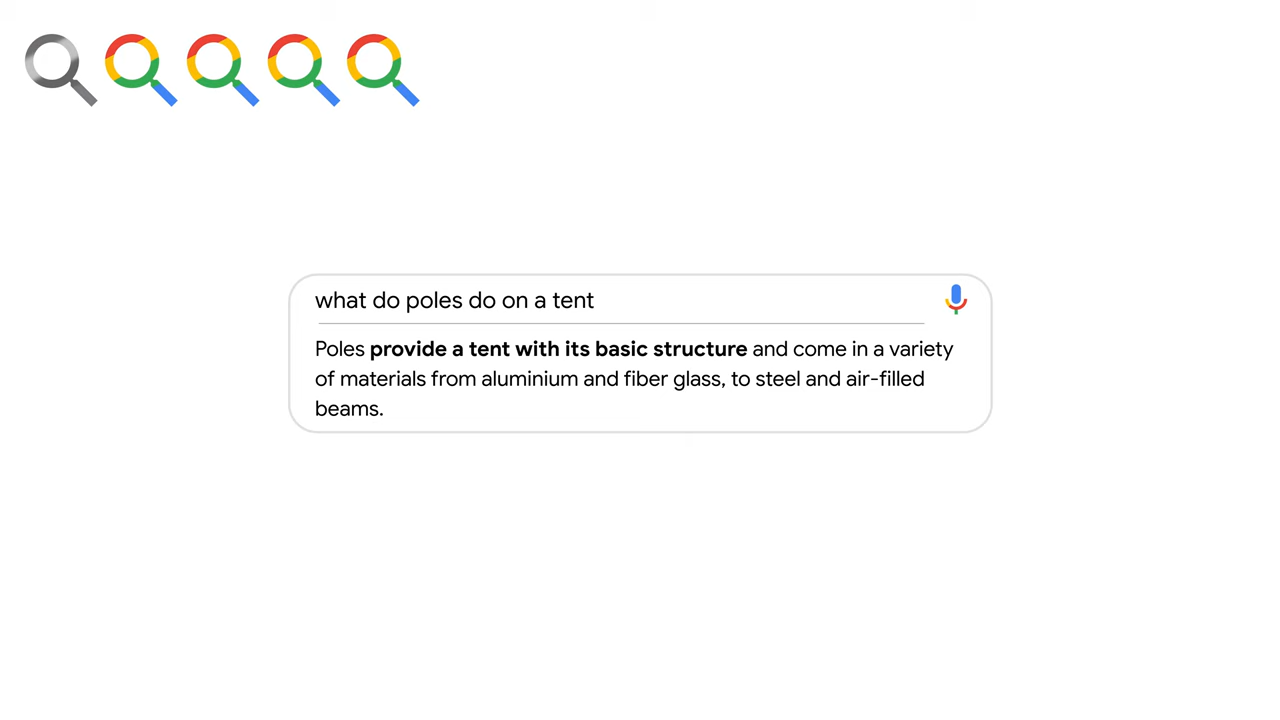 what do poles do on a tent
Poles provide a tent with its basic structure and come in a variety
of materials from aluminium and fiber glass, to steel and air-filled
beams.